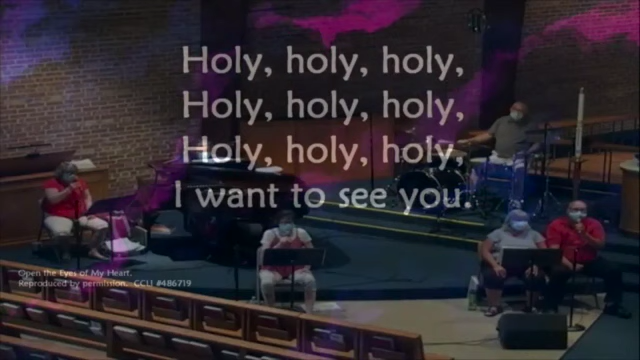 Holy, holy, holy,
Holy, holy, holy,
Holy, holy, holy,
I want to see you.
Open the Eyes of My Heart.
Reproduced by permission. CCLI #486719